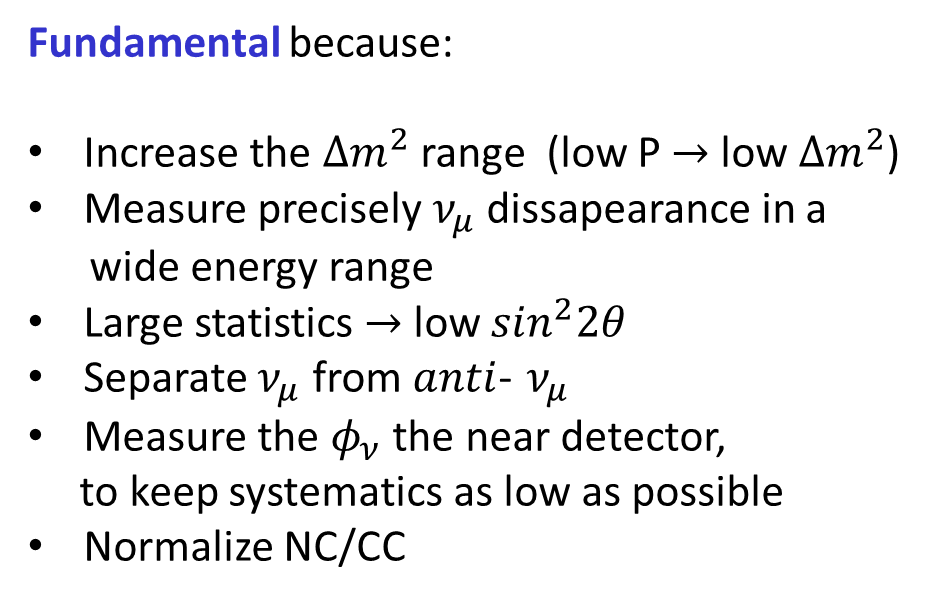 Fundamental because:
• Increase the Δm² range (low P → low Δm²)
• Measure precisely ν_μ dissapearance in a
wide energy range
• Large statistics → low sin²2θ
• Separate ν_μ from anti- ν_μ
• Measure the ϕ_ν the near detector,
to keep systematics as low as possible
• Normalize NC/CC